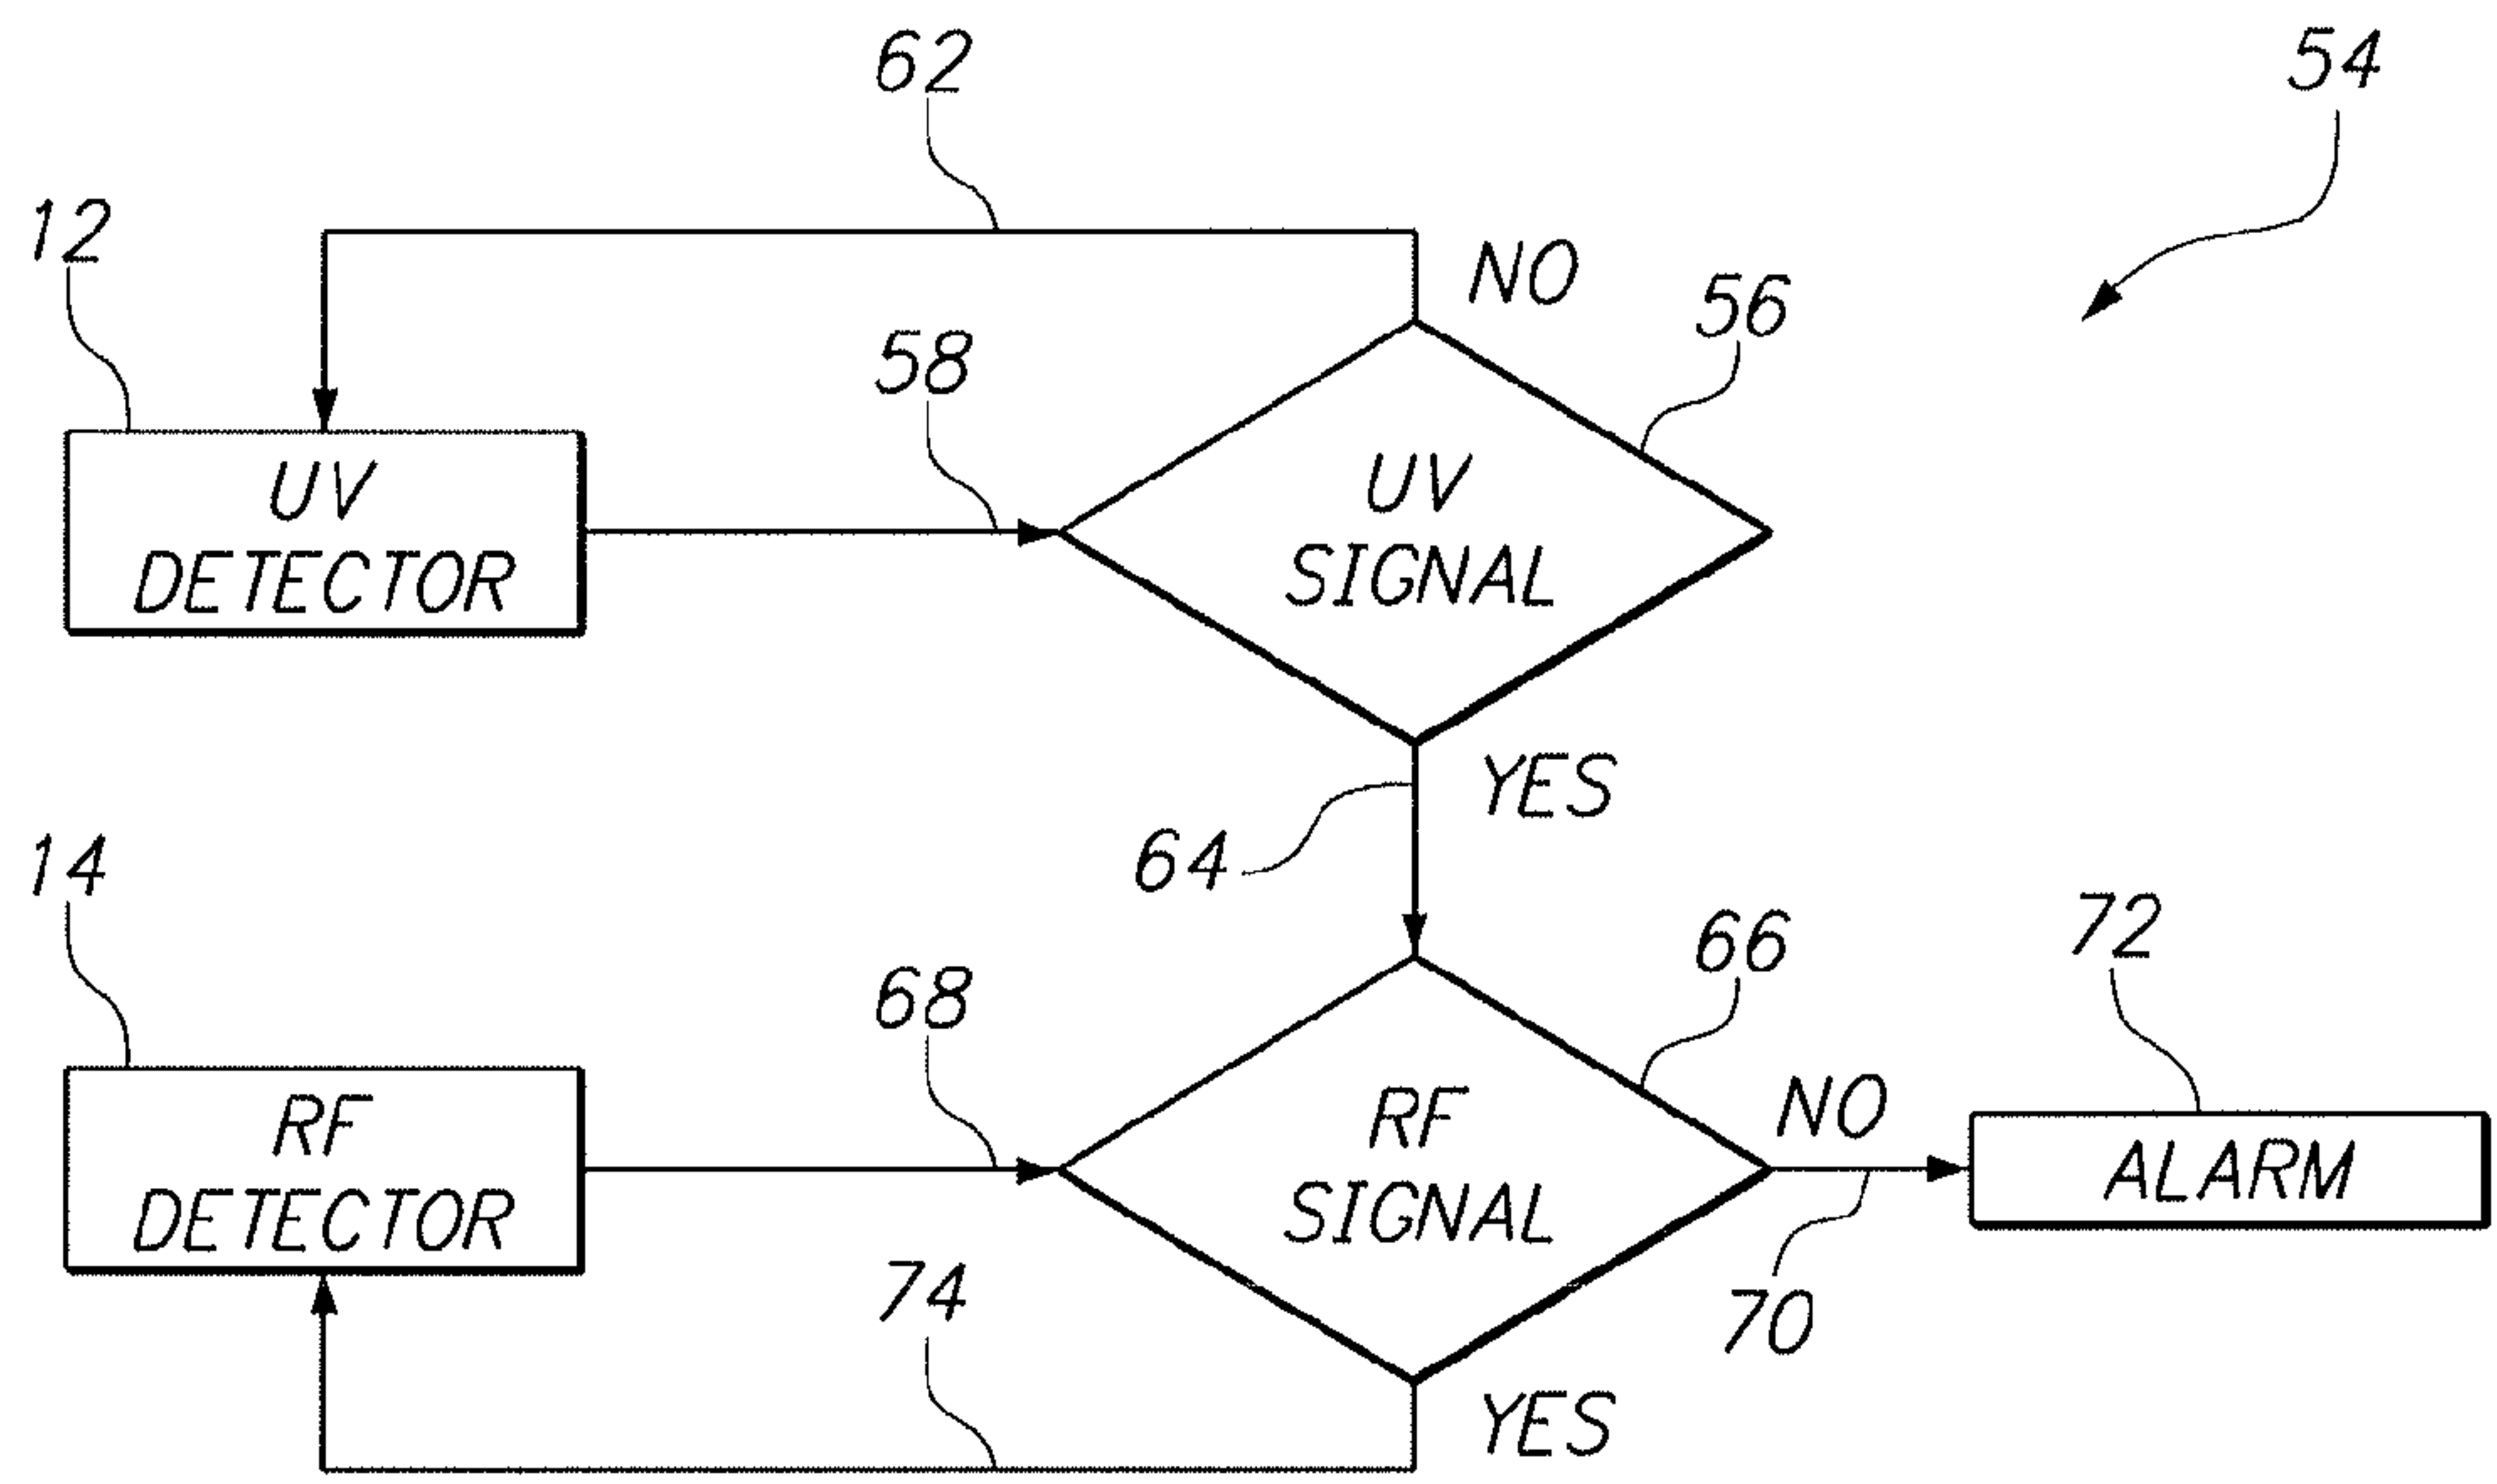 62
54
12
NO
56
58
UV
DETECTOR
UV
SIGNAL
YES
64
14
72
66
68
NO
RF
DETECTOR
RF
SIGNAL
ALARM
74
70
YES